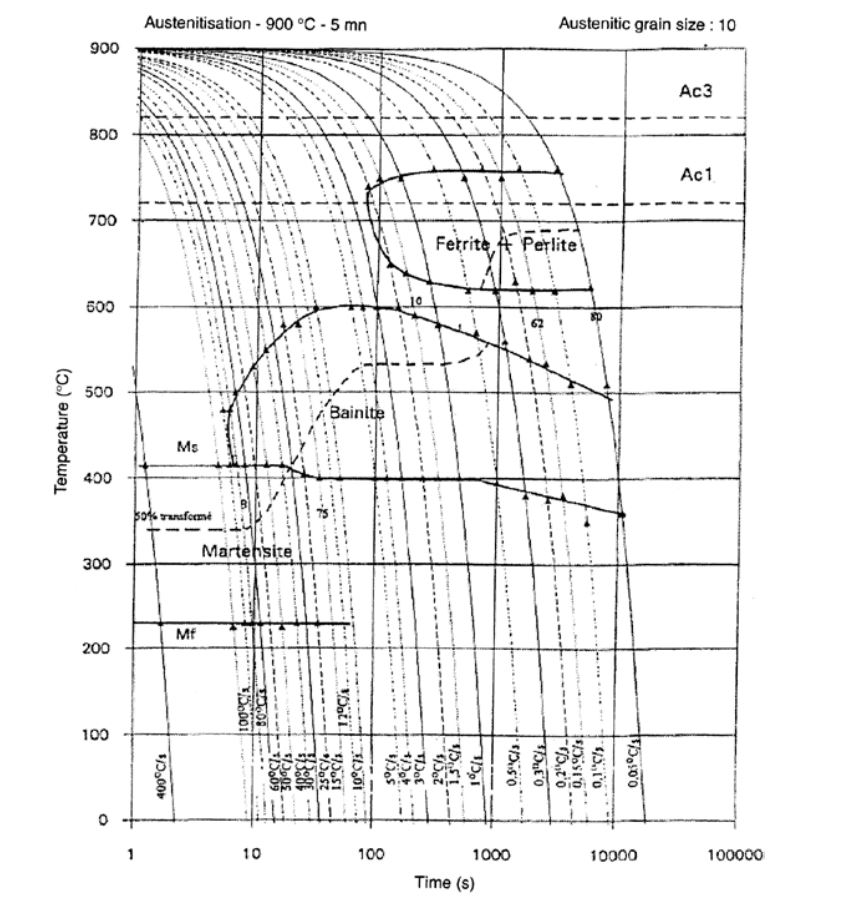 Austenitisation - 900 °C - 5 mn
Austenitic grain size : 10
900
Ac3
800
Ac1
700
Ferrite + Perlite
600
10
62
80
500
Bainite
Ms
400
8
75
50% transformé
Martensite
300
Mf
200
100
0
Temperature (°C)
400°C/s
100°C/s
80°C/s
60°C/s
50°C/s
40°C/s
30°C/s
25°C/s
15°C/s
12°C/s
10°C/s
5°C/s
4°C/s
3°C/s
2°C/s
1.5°C/s
1°C/s
0,5°C/s
0,3°C/s
0,2°C/s
0,15°C/s
0,1°C/s
0,05°C/s
1
10
100
1000
10000
100000
Time (s)